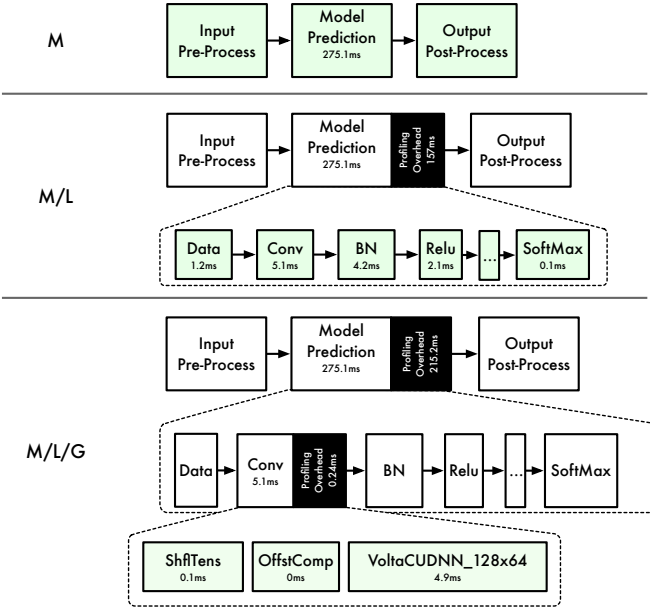 M
Input
Pre-Process
Model
Prediction
275.1ms
Output
Post-Process
M/L
Input
Pre-Process
Model
Prediction
275.1ms
Profiling
Overhead
157ms
Output
Post-Process
Data
1.2ms
Conv
5.1ms
BN
4.2ms
Relu
2.1ms
...
SoftMax
0.1ms
M/L/G
Input
Pre-Process
Model
Prediction
275.1ms
Profiling
Overhead
215.2ms
Output
Post-Process
Data
Conv
5.1ms
Profiling
Overhead
0.24ms
BN
Relu
...
SoftMax
ShflTens
0.1ms
OffstComp
0ms
VoltaCUDNN_128x64
4.9ms